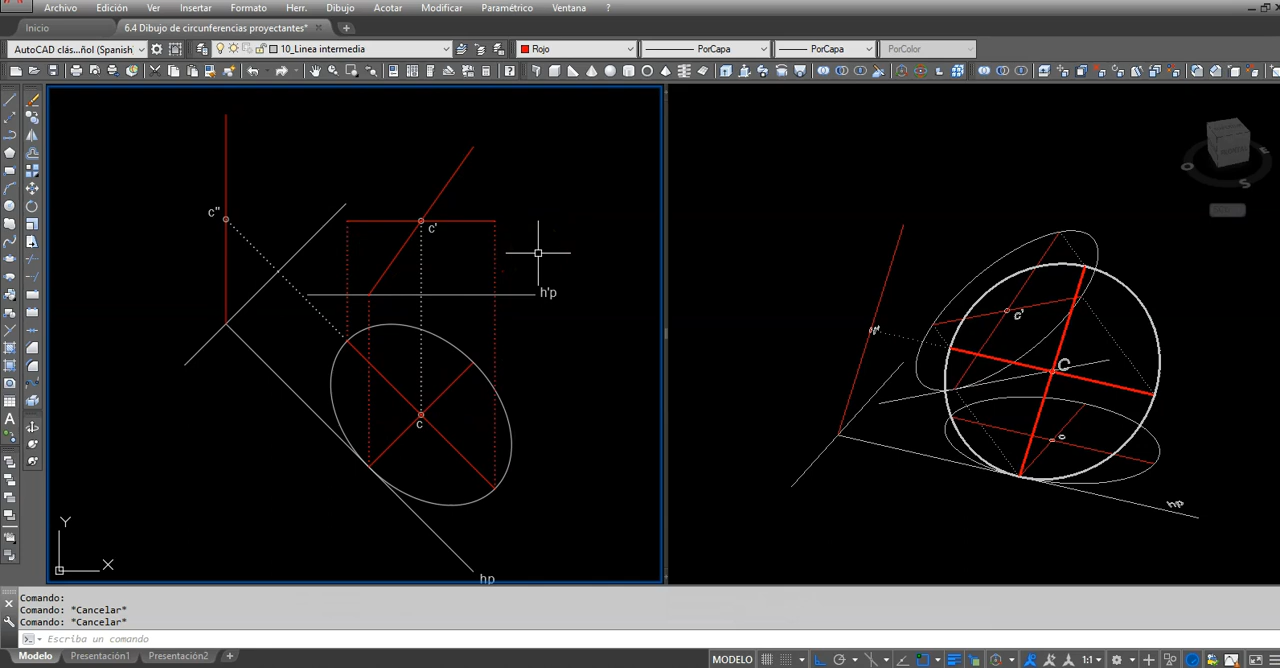 Archivo Edición Ver Insertar Formato Herr. Dibujo Acotar Modificar Paramétrico Ventana ?
Inicio 6.4 Dibujo de circunferencias proyectantes*
AutoCAD clás...ñol (Spanish) 10_Linea intermedia Rojo PorCapa PorCapa PorColor
c"
c'
h'p
c
hp
Y
X
c'
C
c
hp
E
O
S
Comando:
Comando: *Cancelar*
Comando: *Cancelar*
Escriba un comando
Modelo Presentación1 Presentación2 + MODELO 1:1